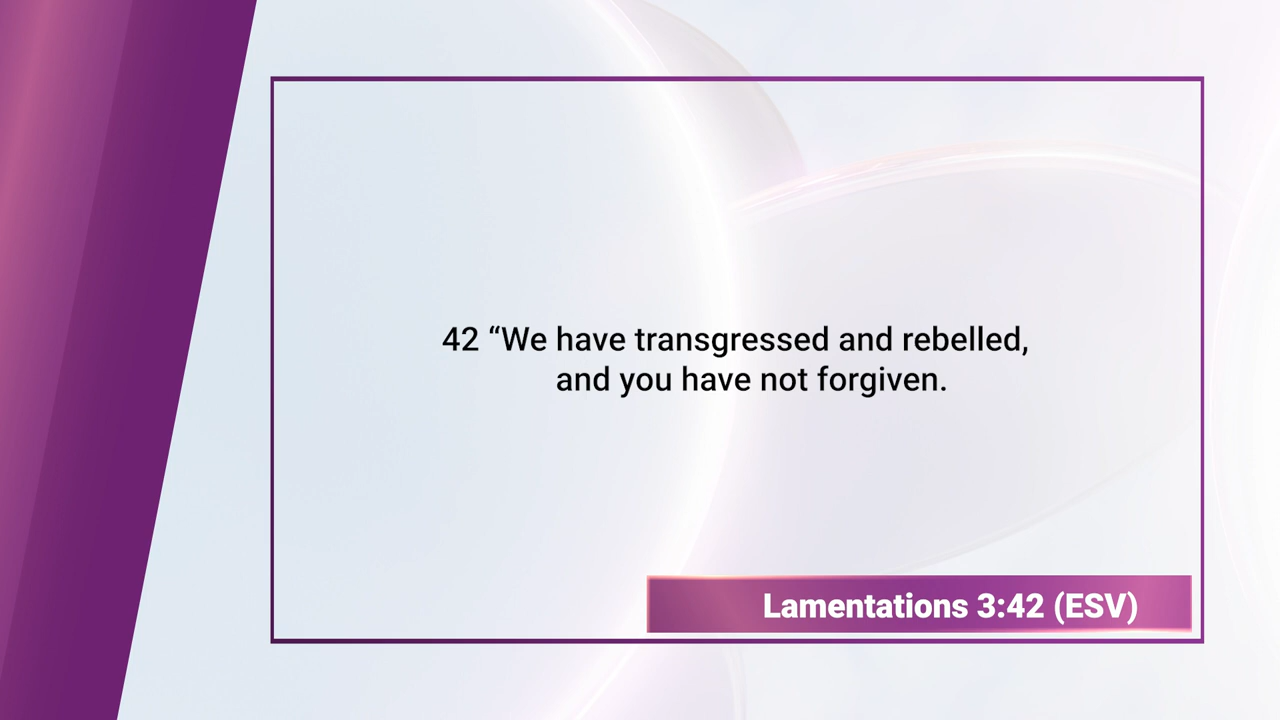 42 “We have transgressed and rebelled,
and you have not forgiven.
Lamentations 3:42 (ESV)